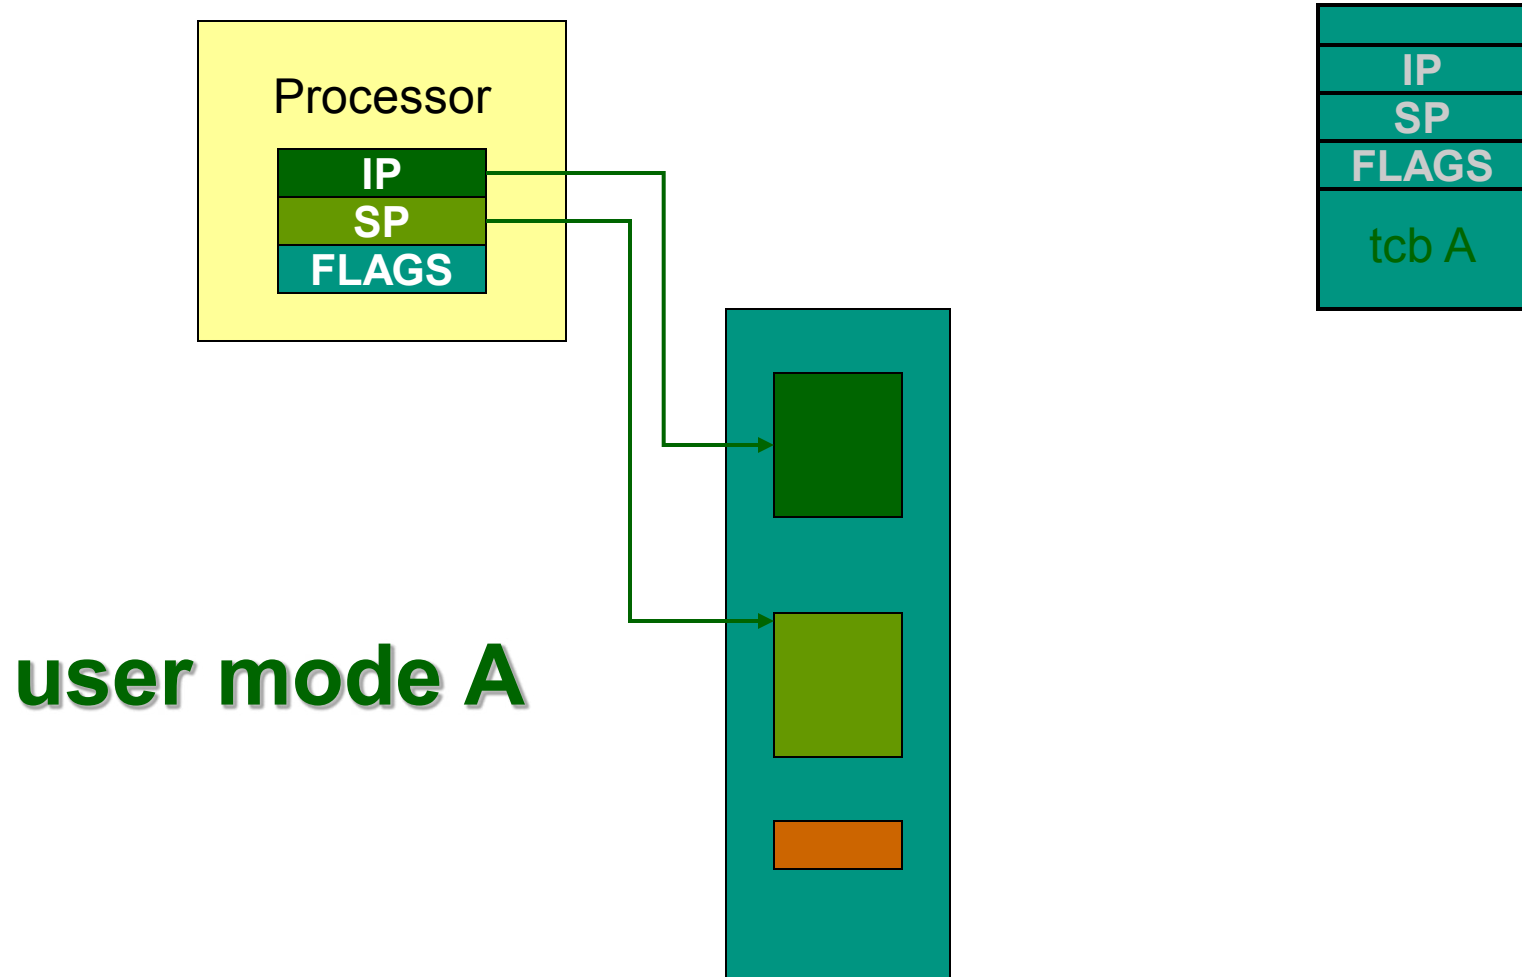 Processor
IP
SP
FLAGS
IP
SP
FLAGS
tcb A
user mode A